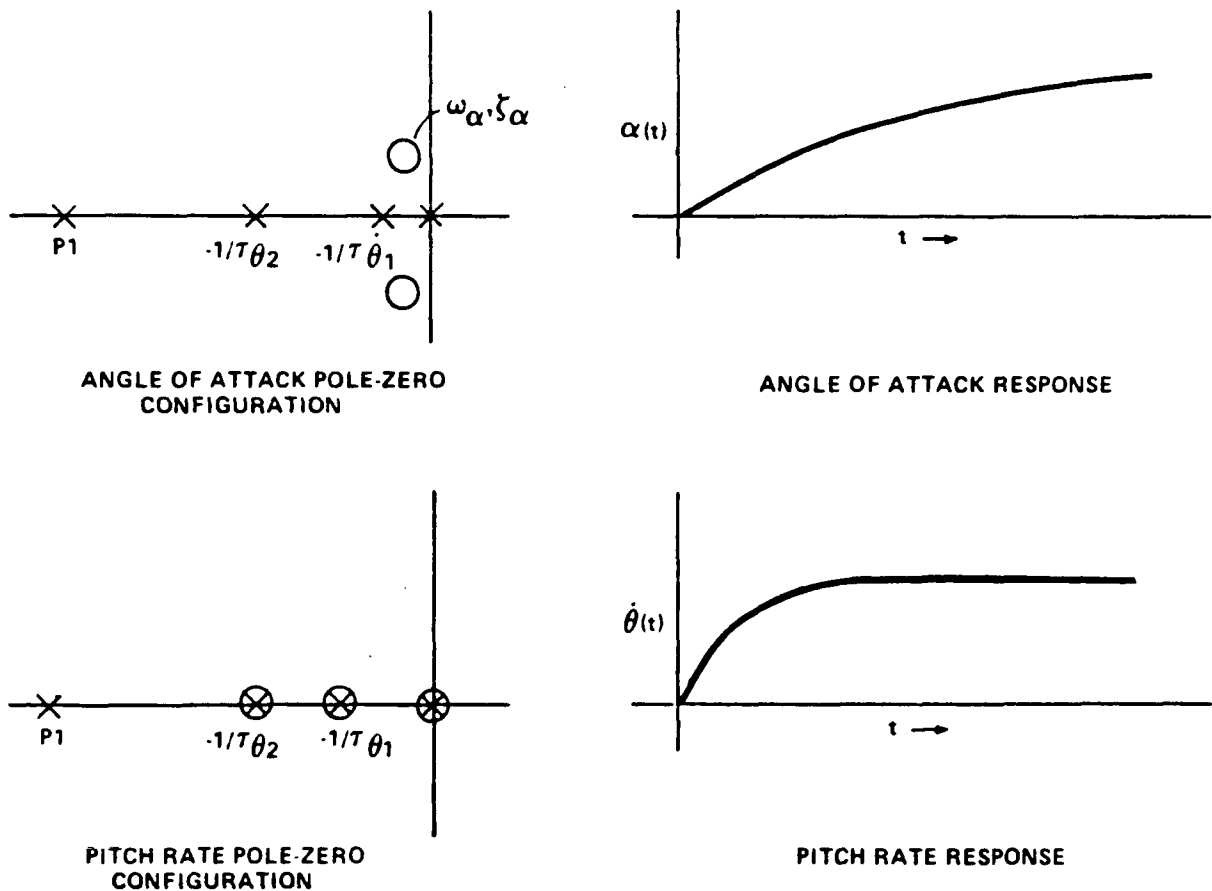 ωα, ζα
α(t)
P1
-1/τθ2
-1/τθ̇1
t →
ANGLE OF ATTACK POLE-ZERO
CONFIGURATION
ANGLE OF ATTACK RESPONSE
θ̇(t)
P1
-1/τθ2
-1/τθ1
t →
PITCH RATE POLE-ZERO
CONFIGURATION
PITCH RATE RESPONSE